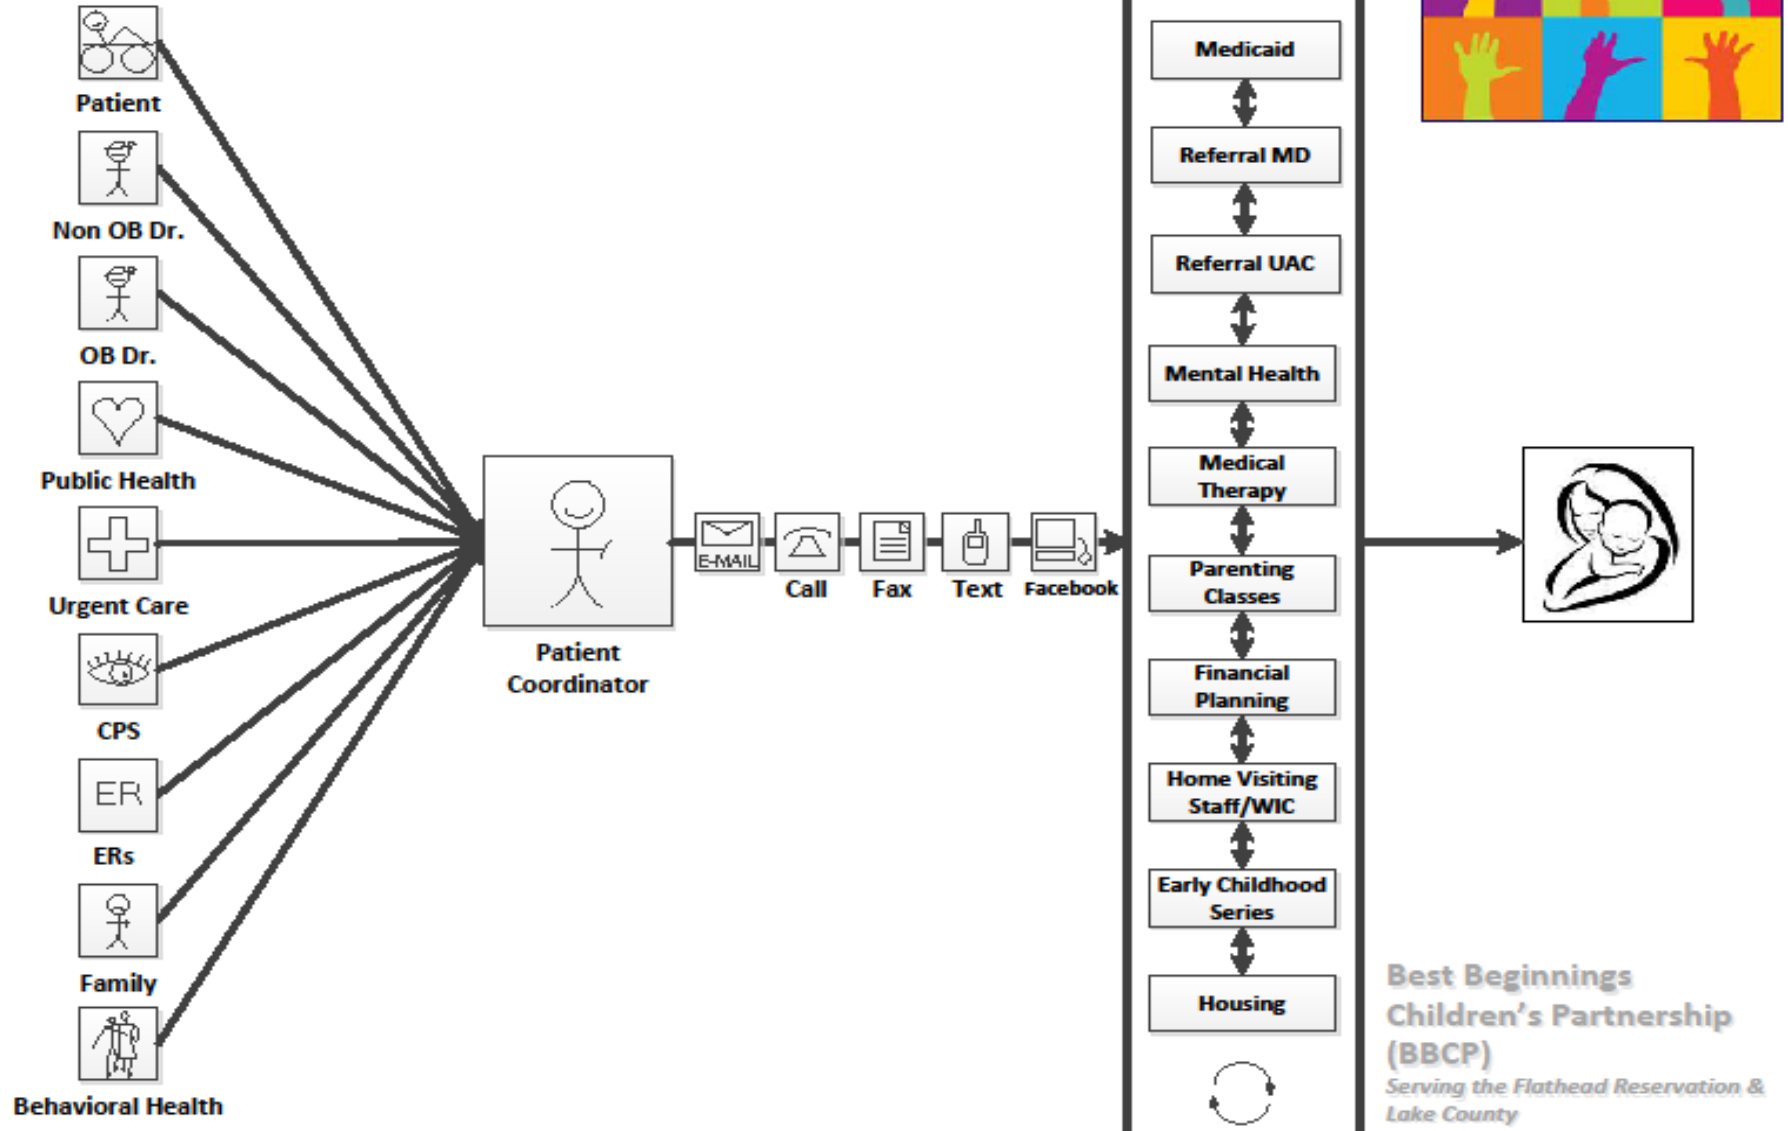 Patient
Non OB Dr.
OB Dr.
Public Health
Urgent Care
CPS
ER
ERs
Family
Behavioral Health
Patient
Coordinator
E-MAIL
Call
Fax
Text
Facebook
Medicaid
Referral MD
Referral UAC
Mental Health
Medical
Therapy
Parenting
Classes
Financial
Planning
Home Visiting
Staff/WIC
Early Childhood
Series
Housing
Best Beginnings
Children's Partnership
(BBCP)
Serving the Flathead Reservation &
Lake County